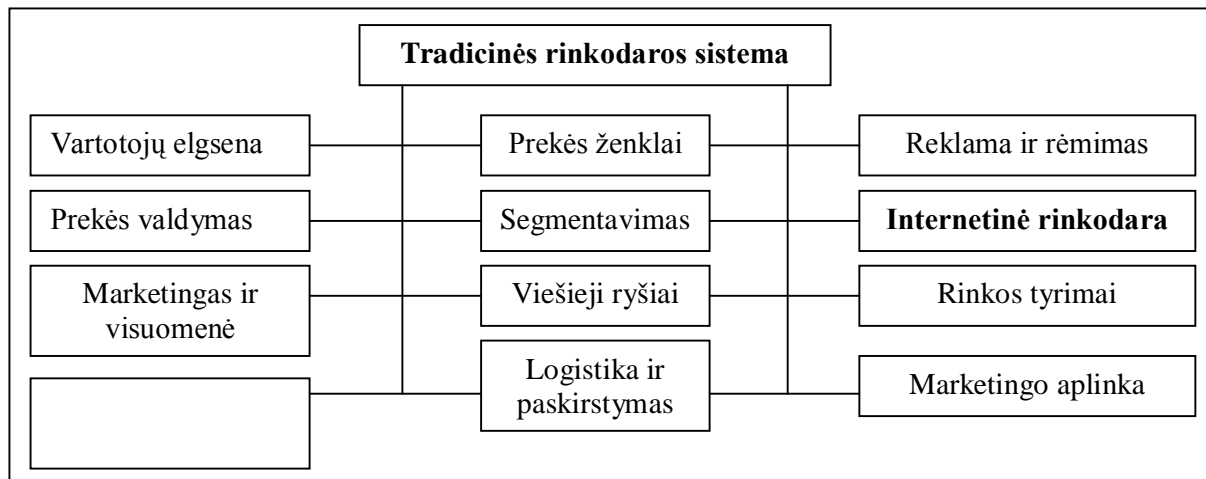 Tradicinės rinkodaros sistema
Vartotojų elgsena
Prekės ženklai
Reklama ir rėmimas
Prekės valdymas
Segmentavimas
Internetinė rinkodara
Marketingas ir
visuomenė
Viešieji ryšiai
Rinkos tyrimai
Logistika ir
paskirstymas
Marketingo aplinka